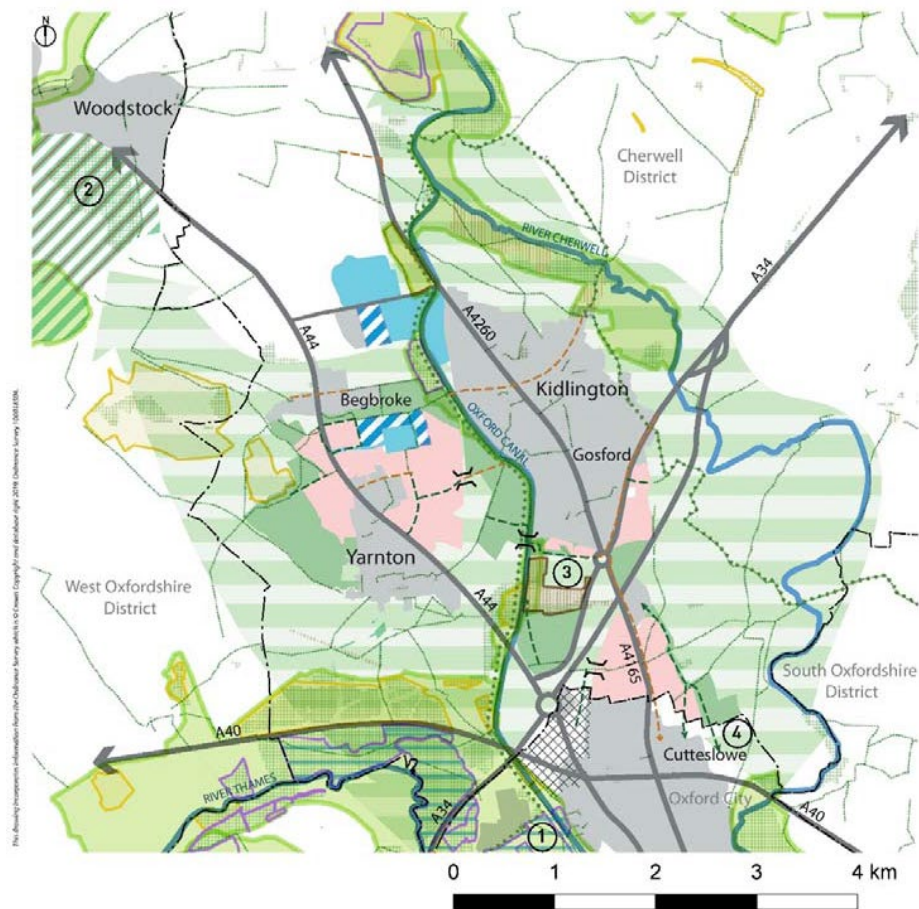 N
Woodstock
2
Cherwell
District
RIVER CHERWELL
A34
A44
A4260
Kidlington
Begbroke
OXFORD CANAL
Gosford
Yarnton
3
West Oxfordshire
District
A44
A4165
South Oxfordshire
District
4
Cutteslowe
A40
RIVER THAMES
A34
Oxford City
1
A40
0 1 2 3 4 km